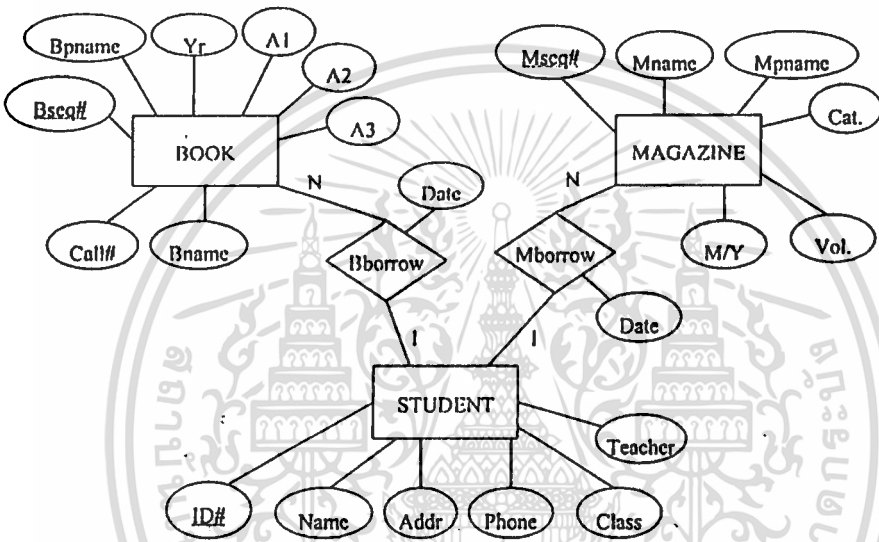 Bpname
Yr
A1
A2
A3
Bseq#
BOOK
Call#
Bname
N
Date
Bborrow
1
Mseq#
Mname
Mpname
Cat.
MAGAZINE
M/Y
Vol.
N
Mborrow
Date
1
STUDENT
Teacher
ID#
Name
Addr
Phone
Class